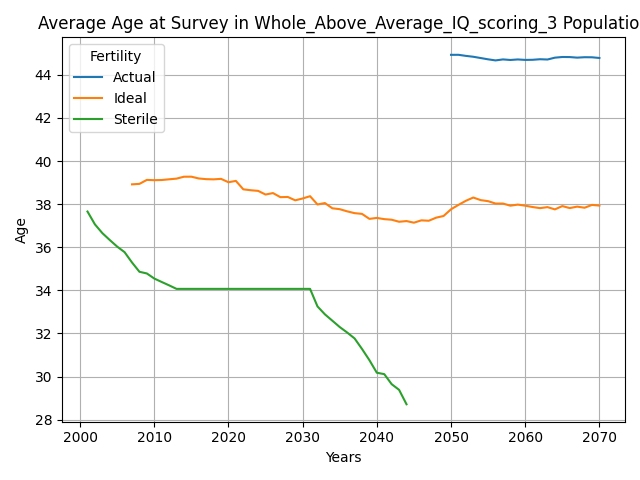 Average Age at Survey in Whole_Above_Average_IQ_scoring_3 Populatio
Fertility
Actual
Ideal
Sterile
44
42
40
38
36
34
32
30
28
Age
2000 2010 2020 2030 2040 2050 2060 2070
Years